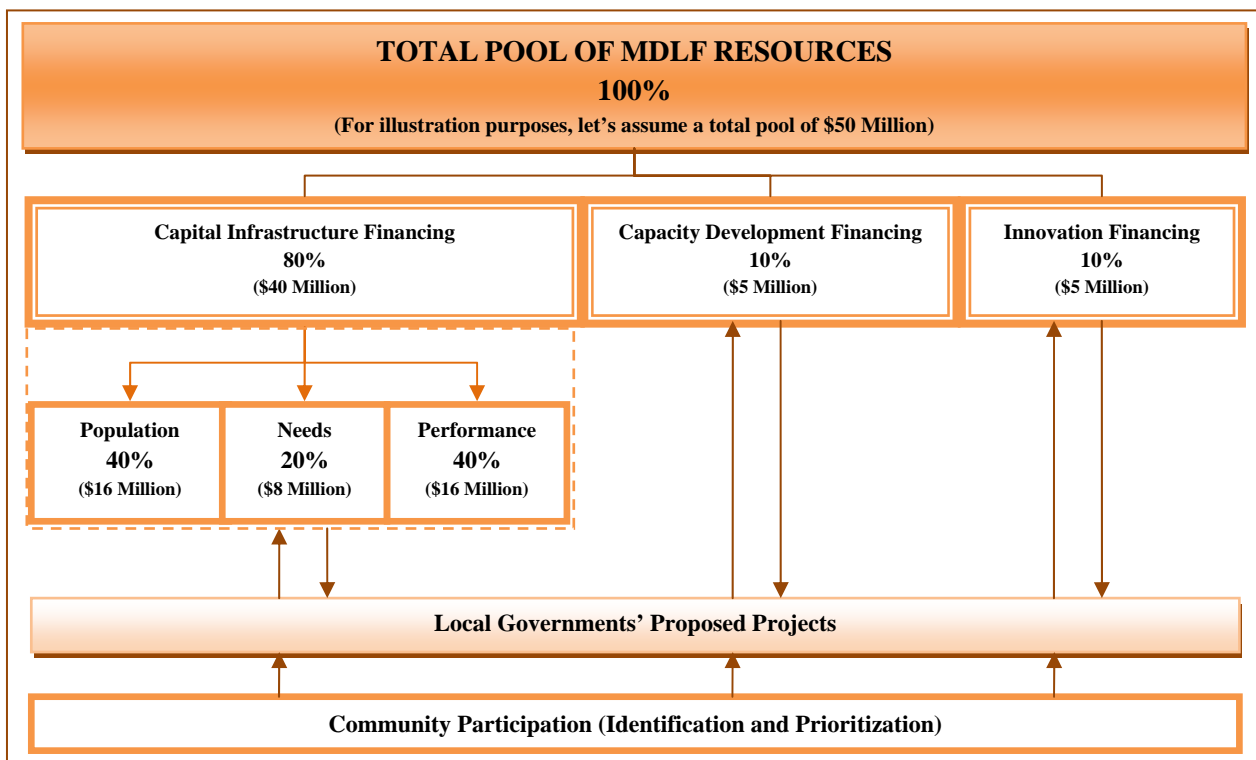 TOTAL POOL OF MDLF RESOURCES
100%
(For illustration purposes, let’s assume a total pool of $50 Million)
Capital Infrastructure Financing
80%
($40 Million)
Capacity Development Financing
10%
($5 Million)
Innovation Financing
10%
($5 Million)
Population
40%
($16 Million)
Needs
20%
($8 Million)
Performance
40%
($16 Million)
Local Governments’ Proposed Projects
Community Participation (Identification and Prioritization)